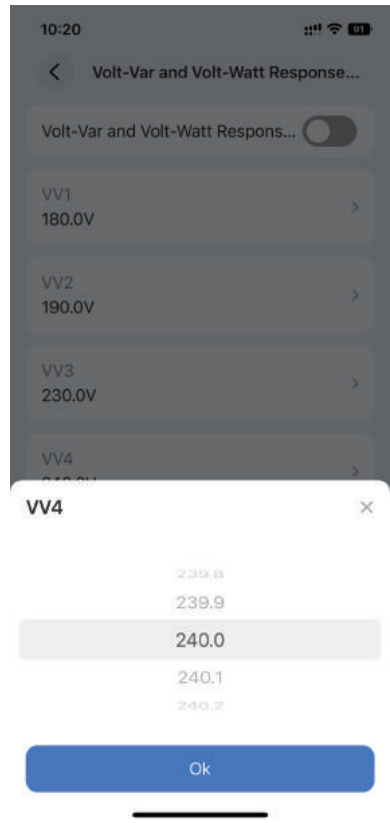 10:20
91
Volt-Var and Volt-Watt Response...
Volt-Var and Volt-Watt Respons...
VV1
180.0V
VV2
190.0V
VV3
230.0V
VV4
VV4
239.8
239.9
240.0
240.1
240.2
Ok